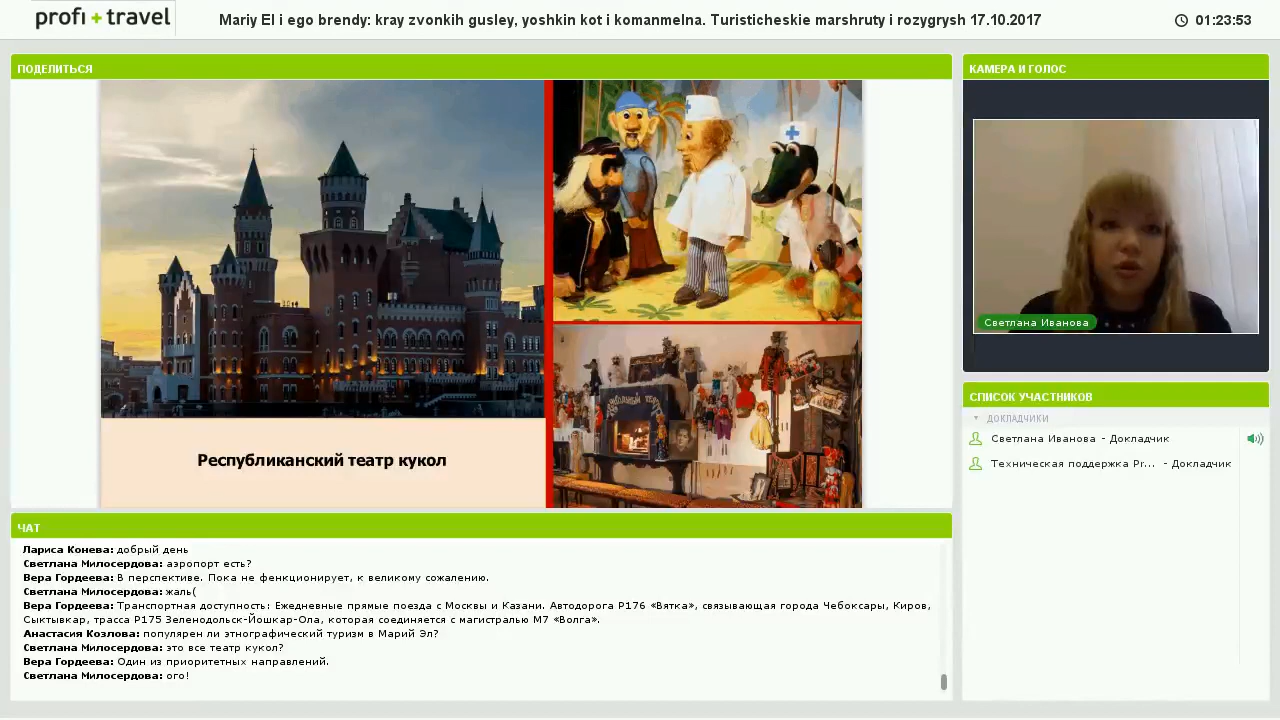 profi + travel
Mariy El i ego brendy: kray zvonkih gusley, yoshkin kot i komanmelna. Turisticheskie marshruty i rozygrysh 17.10.2017
01:23:53
ПОДЕЛИТЬСЯ
КУКОЛЬНЫЙ ТЕАТР
Республиканский театр кукол
КАМЕРА И ГОЛОС
Светлана Иванова
СПИСОК УЧАСТНИКОВ
ДОКЛАДЧИКИ
Светлана Иванова - Докладчик
Техническая поддержка Pr... - Докладчик
ЧАТ
Лариса Конева: добрый день
Светлана Милосердова: аэропорт есть?
Вера Гордеева: В перспективе. Пока не фенкционирует, к великому сожалению.
Светлана Милосердова: жаль(
Вера Гордеева: Транспортная доступность: Ежедневные прямые поезда с Москвы и Казани. Автодорога Р176 «Вятка», связывающая города Чебоксары, Киров,
Сыктывкар, трасса Р175 Зеленодольск-Йошкар-Ола, которая соединяется с магистралью М7 «Волга».
Анастасия Козлова: популярен ли этнографический туризм в Марий Эл?
Светлана Милосердова: это все театр кукол?
Вера Гордеева: Один из приоритетных направлений.
Светлана Милосердова: ого!